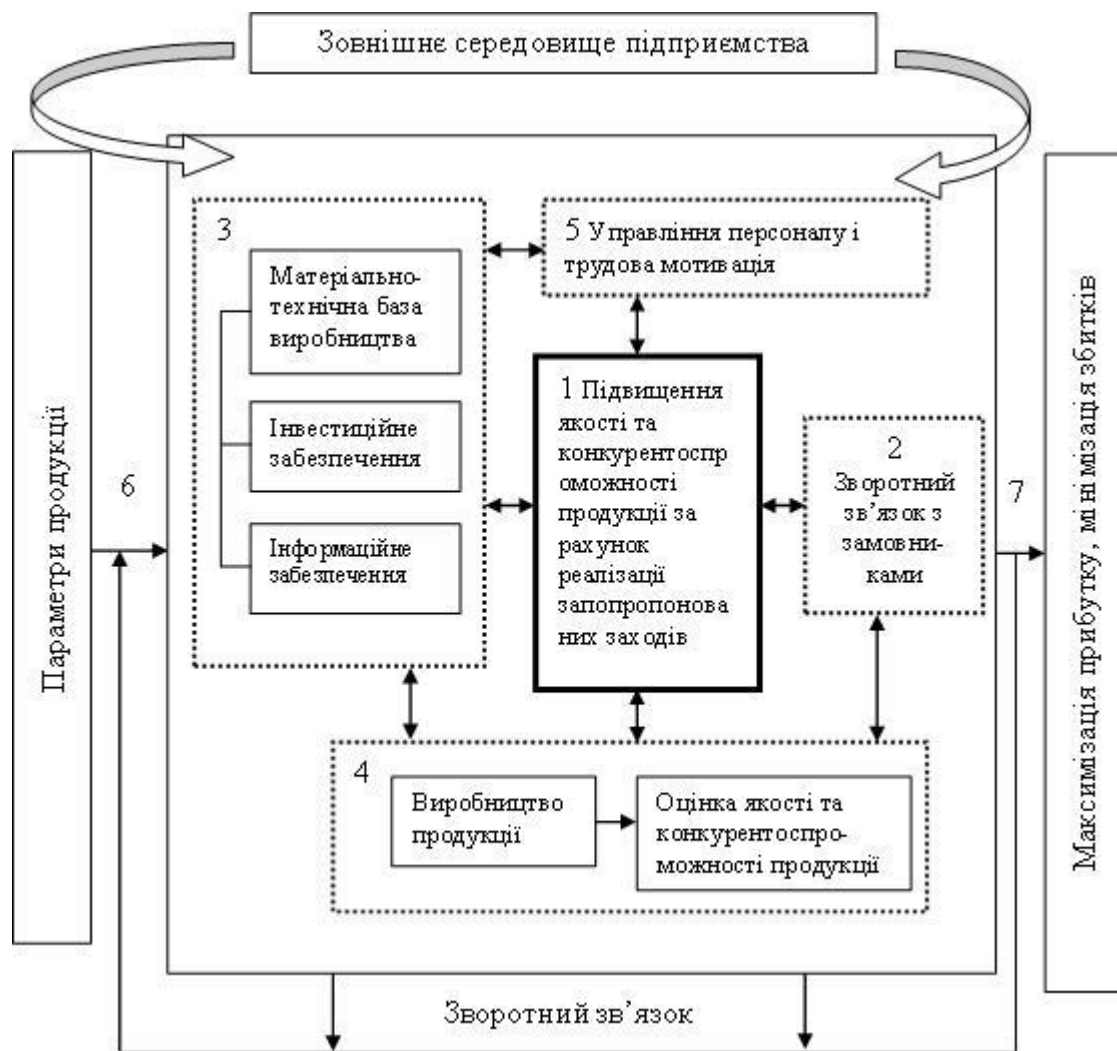 Зовнішнє середовище підприємства
Параметри продукції
6
3
Матеріально-
технічна база
виробництва
Інвестиційне
забезпечення
Інформаційне
забезпечення
5 Управління персоналу і
трудова мотивація
1 Підвищення
якості та
конкурентоспр
оможності
продукції за
рахунок
реалізації
запопропонова
них заходів
2
Зворотний
зв’язок з
замовни-
ками
7
4
Виробництво
продукції
Оцінка якості та
конкурентоспро-
можності продукції
Максимізація прибутку, мінімізація збитків
Зворотний зв’язок